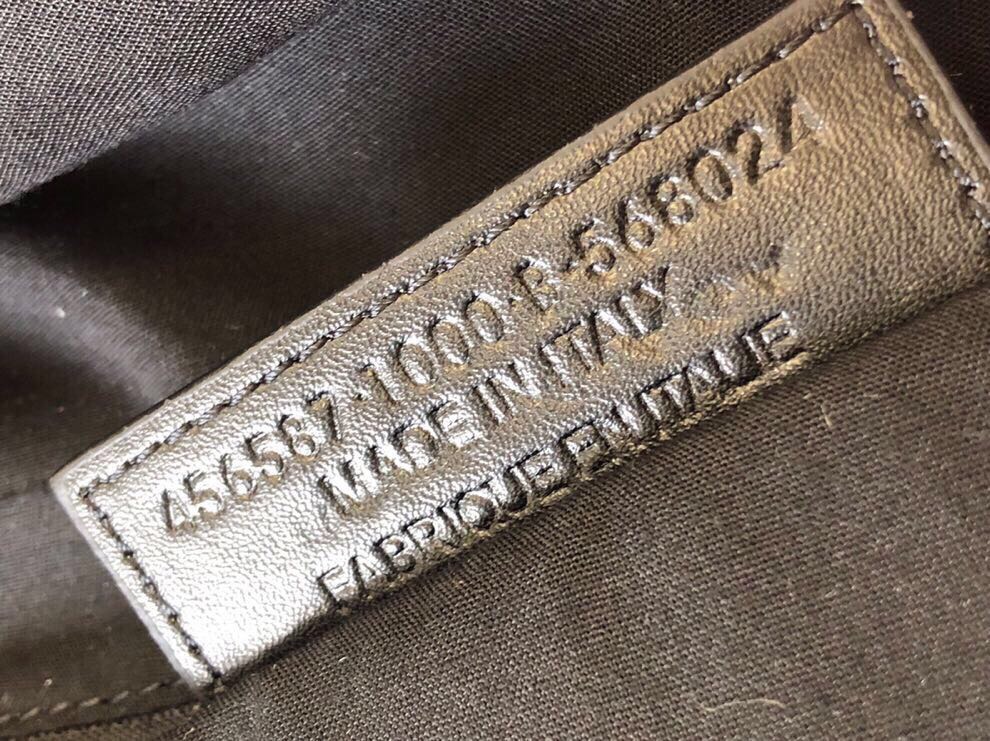 456587·1000·B·568024
MADE IN ITALY
FABRIQUE EN ITALIE